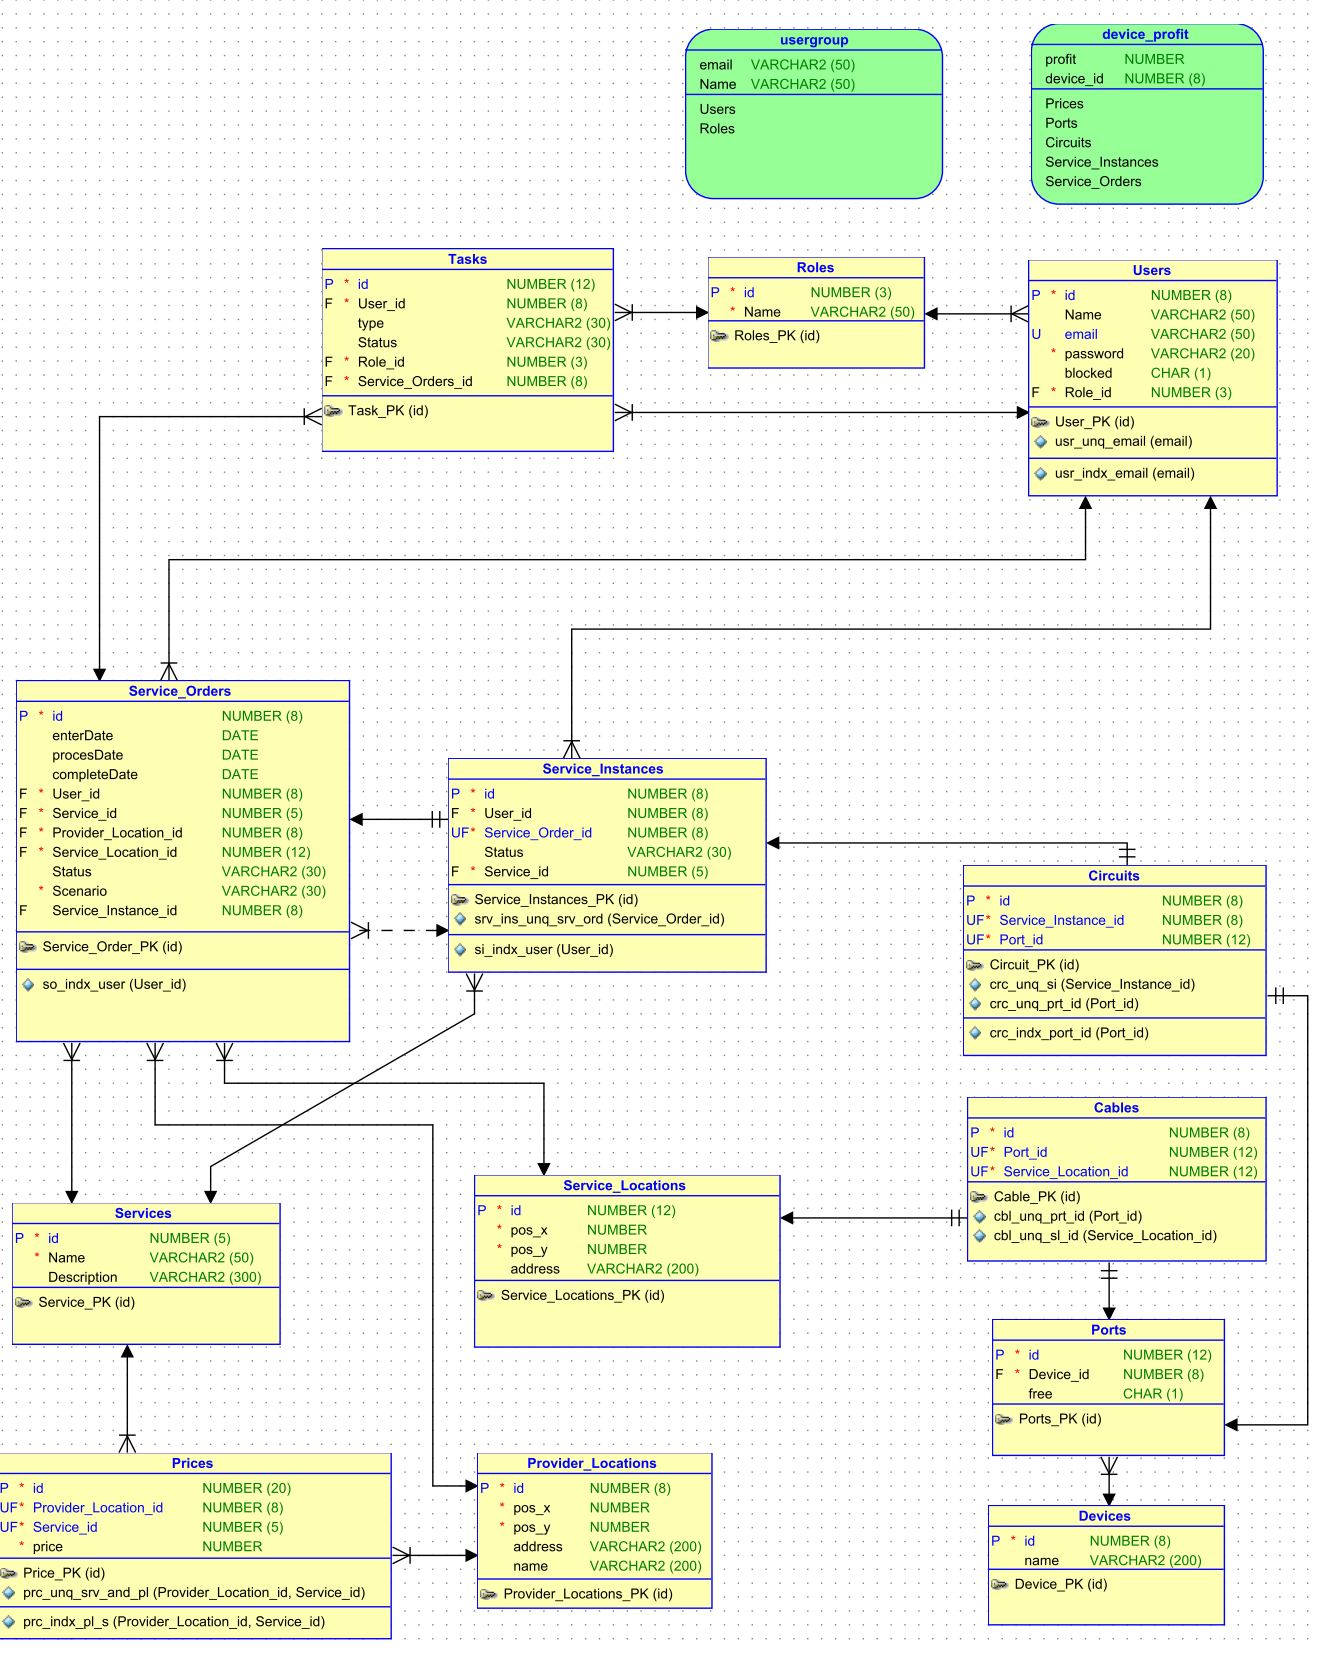 usergroup
email VARCHAR2 (50)
Name VARCHAR2 (50)
Users
Roles
device_profit
profit NUMBER
device_id NUMBER (8)
Prices
Ports
Circuits
Service_Instances
Service_Orders
Tasks
P * id NUMBER (12)
F * User_id NUMBER (8)
type VARCHAR2 (30)
Status VARCHAR2 (30)
F * Role_id NUMBER (3)
F * Service_Orders_id NUMBER (8)
Task_PK (id)
Roles
P * id NUMBER (3)
* Name VARCHAR2 (50)
Roles_PK (id)
Users
P * id NUMBER (8)
Name VARCHAR2 (50)
U email VARCHAR2 (50)
* password VARCHAR2 (20)
blocked CHAR (1)
F * Role_id NUMBER (3)
User_PK (id)
usr_unq_email (email)
usr_indx_email (email)
Service_Orders
P * id NUMBER (8)
enterDate DATE
procesDate DATE
completeDate DATE
F * User_id NUMBER (8)
F * Service_id NUMBER (5)
F * Provider_Location_id NUMBER (8)
F * Service_Location_id NUMBER (12)
Status VARCHAR2 (30)
* Scenario VARCHAR2 (30)
F Service_Instance_id NUMBER (8)
Service_Order_PK (id)
so_indx_user (User_id)
Service_Instances
P * id NUMBER (8)
F * User_id NUMBER (8)
UF* Service_Order_id NUMBER (8)
Status VARCHAR2 (30)
F * Service_id NUMBER (5)
Service_Instances_PK (id)
srv_ins_unq_srv_ord (Service_Order_id)
si_indx_user (User_id)
Circuits
P * id NUMBER (8)
UF* Service_Instance_id NUMBER (8)
UF* Port_id NUMBER (12)
Circuit_PK (id)
crc_unq_si (Service_Instance_id)
crc_unq_prt_id (Port_id)
crc_indx_port_id (Port_id)
Cables
P * id NUMBER (8)
UF* Port_id NUMBER (12)
UF* Service_Location_id NUMBER (12)
Cable_PK (id)
cbl_unq_prt_id (Port_id)
cbl_unq_sl_id (Service_Location_id)
Services
P * id NUMBER (5)
* Name VARCHAR2 (50)
Description VARCHAR2 (300)
Service_PK (id)
Service_Locations
P * id NUMBER (12)
* pos_x NUMBER
* pos_y NUMBER
address VARCHAR2 (200)
Service_Locations_PK (id)
Ports
P * id NUMBER (12)
F * Device_id NUMBER (8)
free CHAR (1)
Ports_PK (id)
Prices
P * id NUMBER (20)
UF* Provider_Location_id NUMBER (8)
UF* Service_id NUMBER (5)
* price NUMBER
Price_PK (id)
prc_unq_srv_and_pl (Provider_Location_id, Service_id)
prc_indx_pl_s (Provider_Location_id, Service_id)
Provider_Locations
P * id NUMBER (8)
* pos_x NUMBER
* pos_y NUMBER
address VARCHAR2 (200)
name VARCHAR2 (200)
Provider_Locations_PK (id)
Devices
P * id NUMBER (8)
name VARCHAR2 (200)
Device_PK (id)